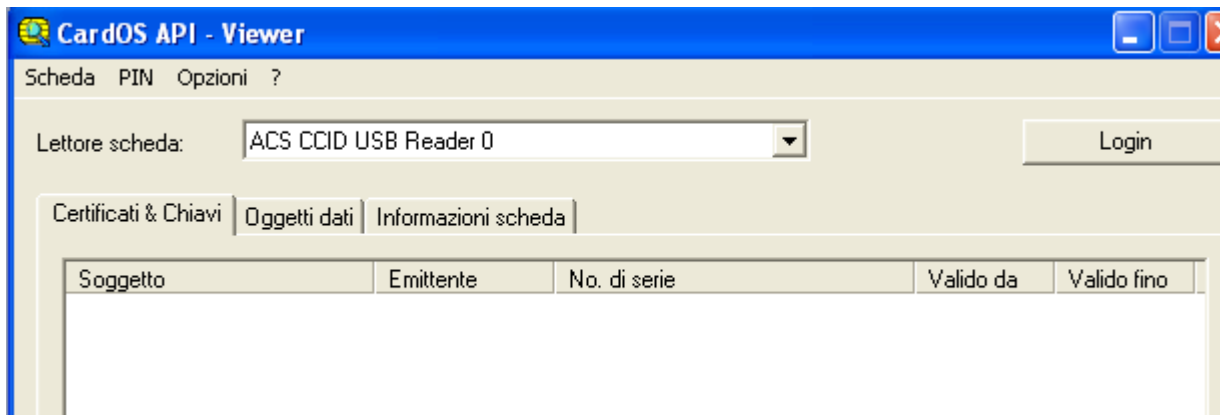 CardOS API - Viewer
Scheda PIN Opzioni ?
Lettore scheda: ACS CCID USB Reader 0 Login
Certificati & Chiavi Oggetti dati Informazioni scheda
Soggetto Emittente No. di serie Valido da Valido fino